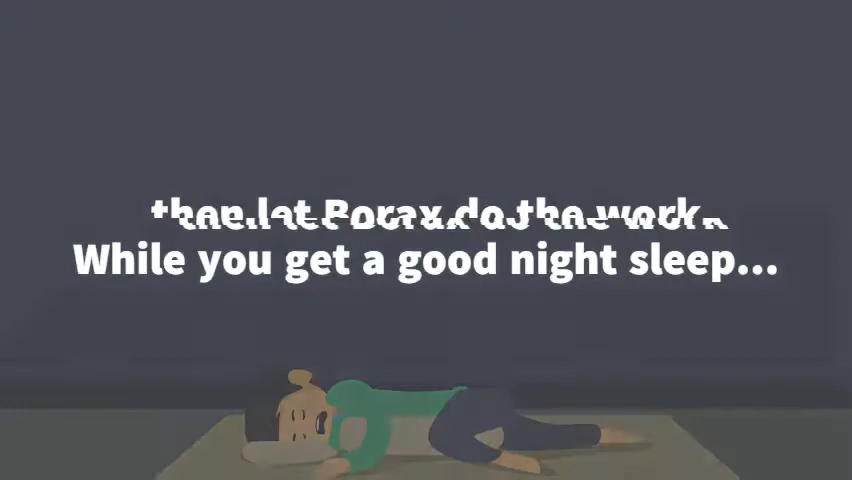 then let Borax do the work.
While you get a good night sleep...